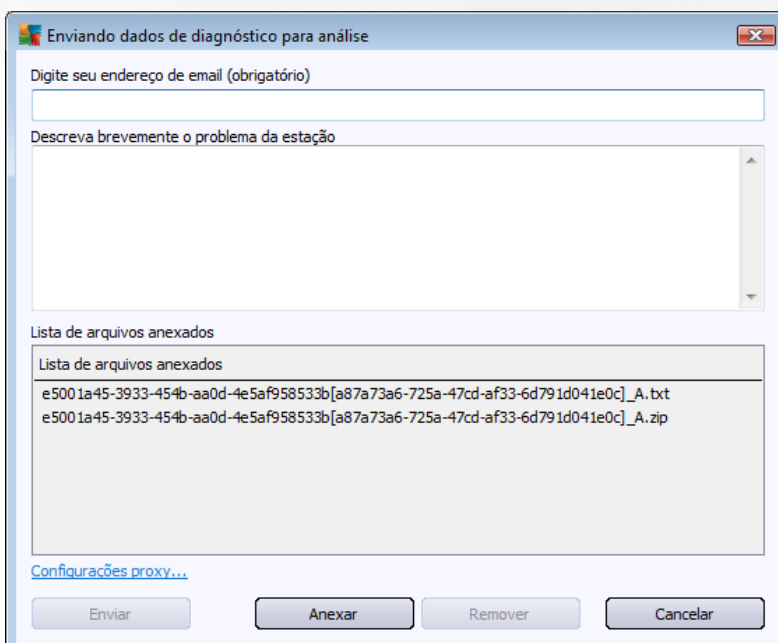 Enviando dados de diagnóstico para análise
Digite seu endereço de email (obrigatório)
Descreva brevemente o problema da estação
Lista de arquivos anexados
Lista de arquivos anexados
e5001a45-3933-454b-aa0d-4e5af958533b[a87a73a6-725a-47cd-af33-6d791d041e0c]_A.txt
e5001a45-3933-454b-aa0d-4e5af958533b[a87a73a6-725a-47cd-af33-6d791d041e0c]_A.zip
Configurações proxy...
Enviar Anexar Remover Cancelar